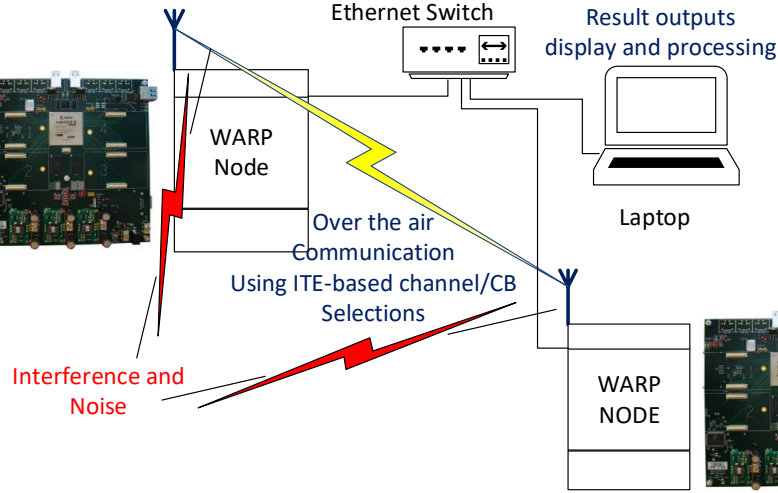 Ethernet Switch
Result outputs
display and processing
WARP
Node
Laptop
Over the air
Communication
Using ITE-based channel/CB
Selections
Interference and
Noise
WARP
NODE